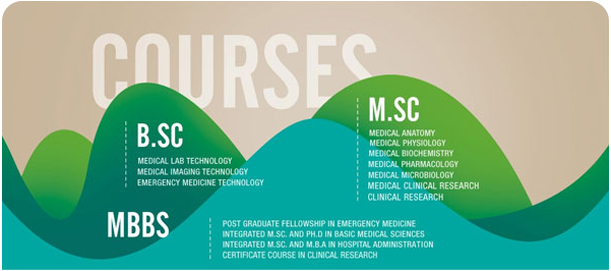 COURSES
B.SC
MEDICAL LAB TECHNOLOGY
MEDICAL IMAGING TECHNOLOGY
EMERGENCY MEDICINE TECHNOLOGY
M.SC
MEDICAL ANATOMY
MEDICAL PHYSIOLOGY
MEDICAL BIOCHEMISTRY
MEDICAL PHARMACOLOGY
MEDICAL MICROBIOLOGY
MEDICAL CLINICAL RESEARCH
CLINICAL RESEARCH
MBBS
POST GRADUATE FELLOWSHIP IN EMERGENCY MEDICINE
INTEGRATED M.SC. AND PH.D IN BASIC MEDICAL SCIENCES
INTEGRATED M.SC. AND M.B.A IN HOSPITAL ADMINISTRATION
CERTIFICATE COURSE IN CLINICAL RESEARCH